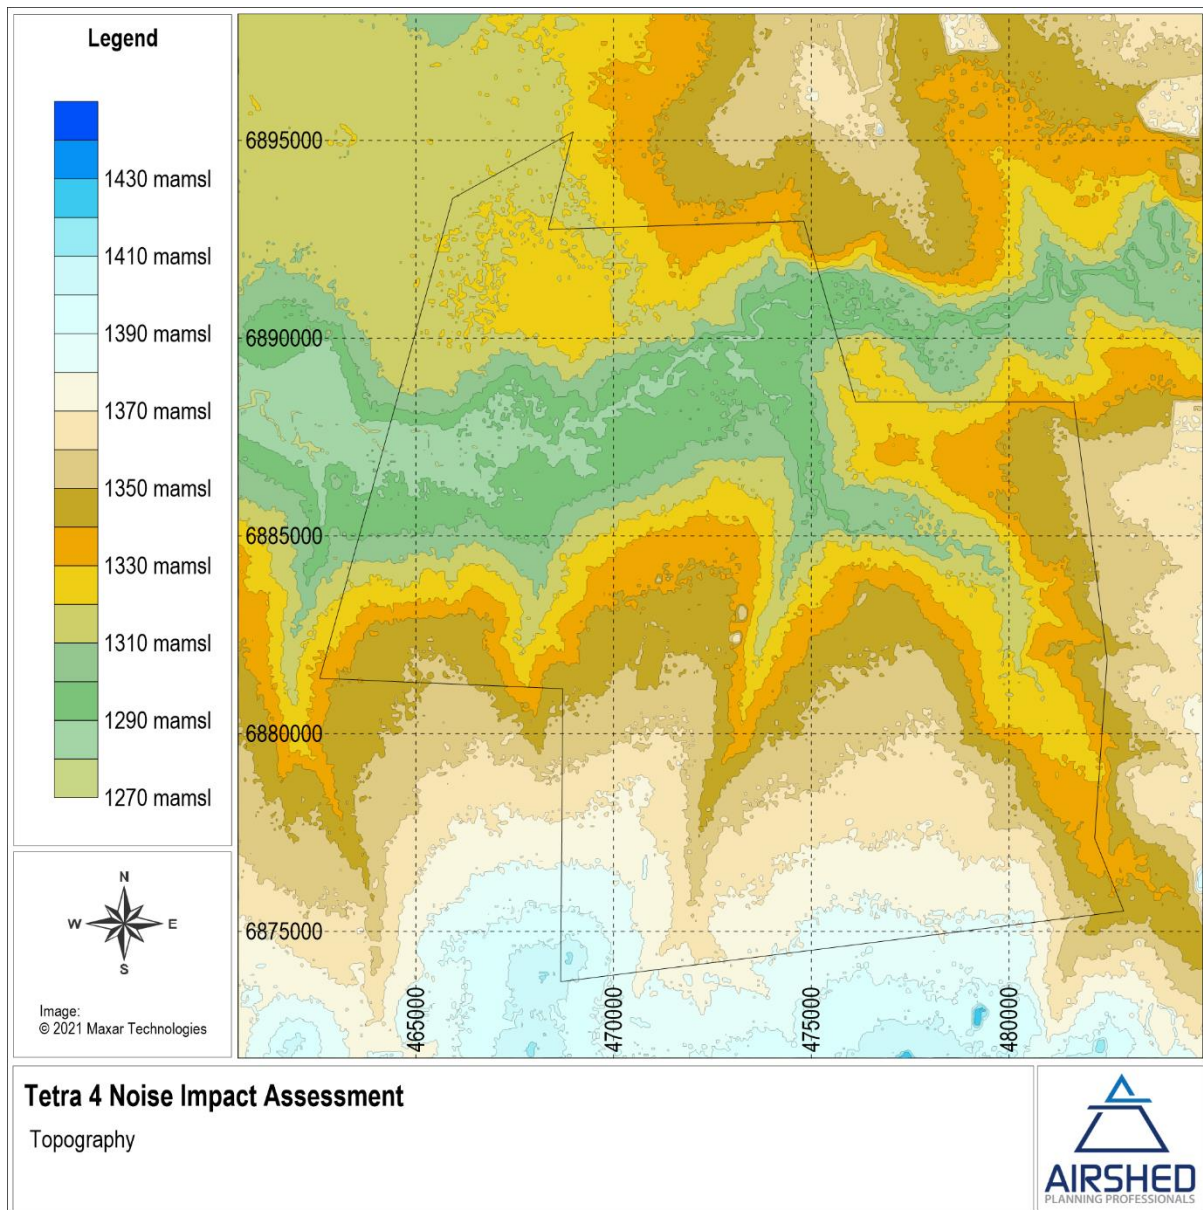 Legend
1430 mamsl
1410 mamsl
1390 mamsl
1370 mamsl
1350 mamsl
1330 mamsl
1310 mamsl
1290 mamsl
1270 mamsl
N
W E
S
Image:
© 2021 Maxar Technologies
6895000
6890000
6885000
6880000
6875000
465000
470000
475000
480000
Tetra 4 Noise Impact Assessment
Topography
AIRSHED
PLANNING PROFESSIONALS